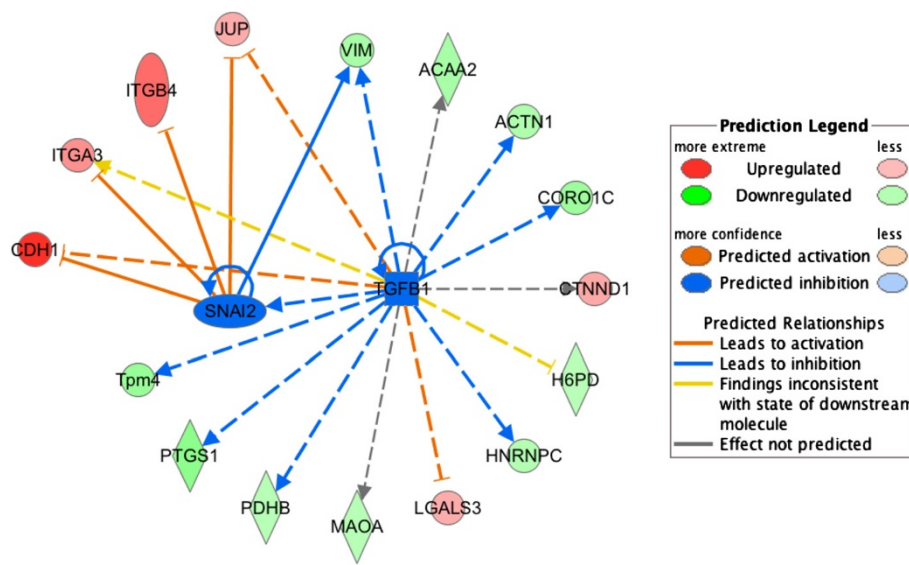 JUP
VIM
ACAA2
ITGB4
ACTN1
ITGA3
CORO1C
CDH1
TGFB1
CTNND1
SNAI2
Tpm4
H6PD
PTGS1
HNRNPC
PDHB
MAOA
LGALS3
Prediction Legend
more extreme less
Upregulated
Downregulated
more confidence less
Predicted activation
Predicted inhibition
Predicted Relationships
Leads to activation
Leads to inhibition
Findings inconsistent
with state of downstream
molecule
Effect not predicted